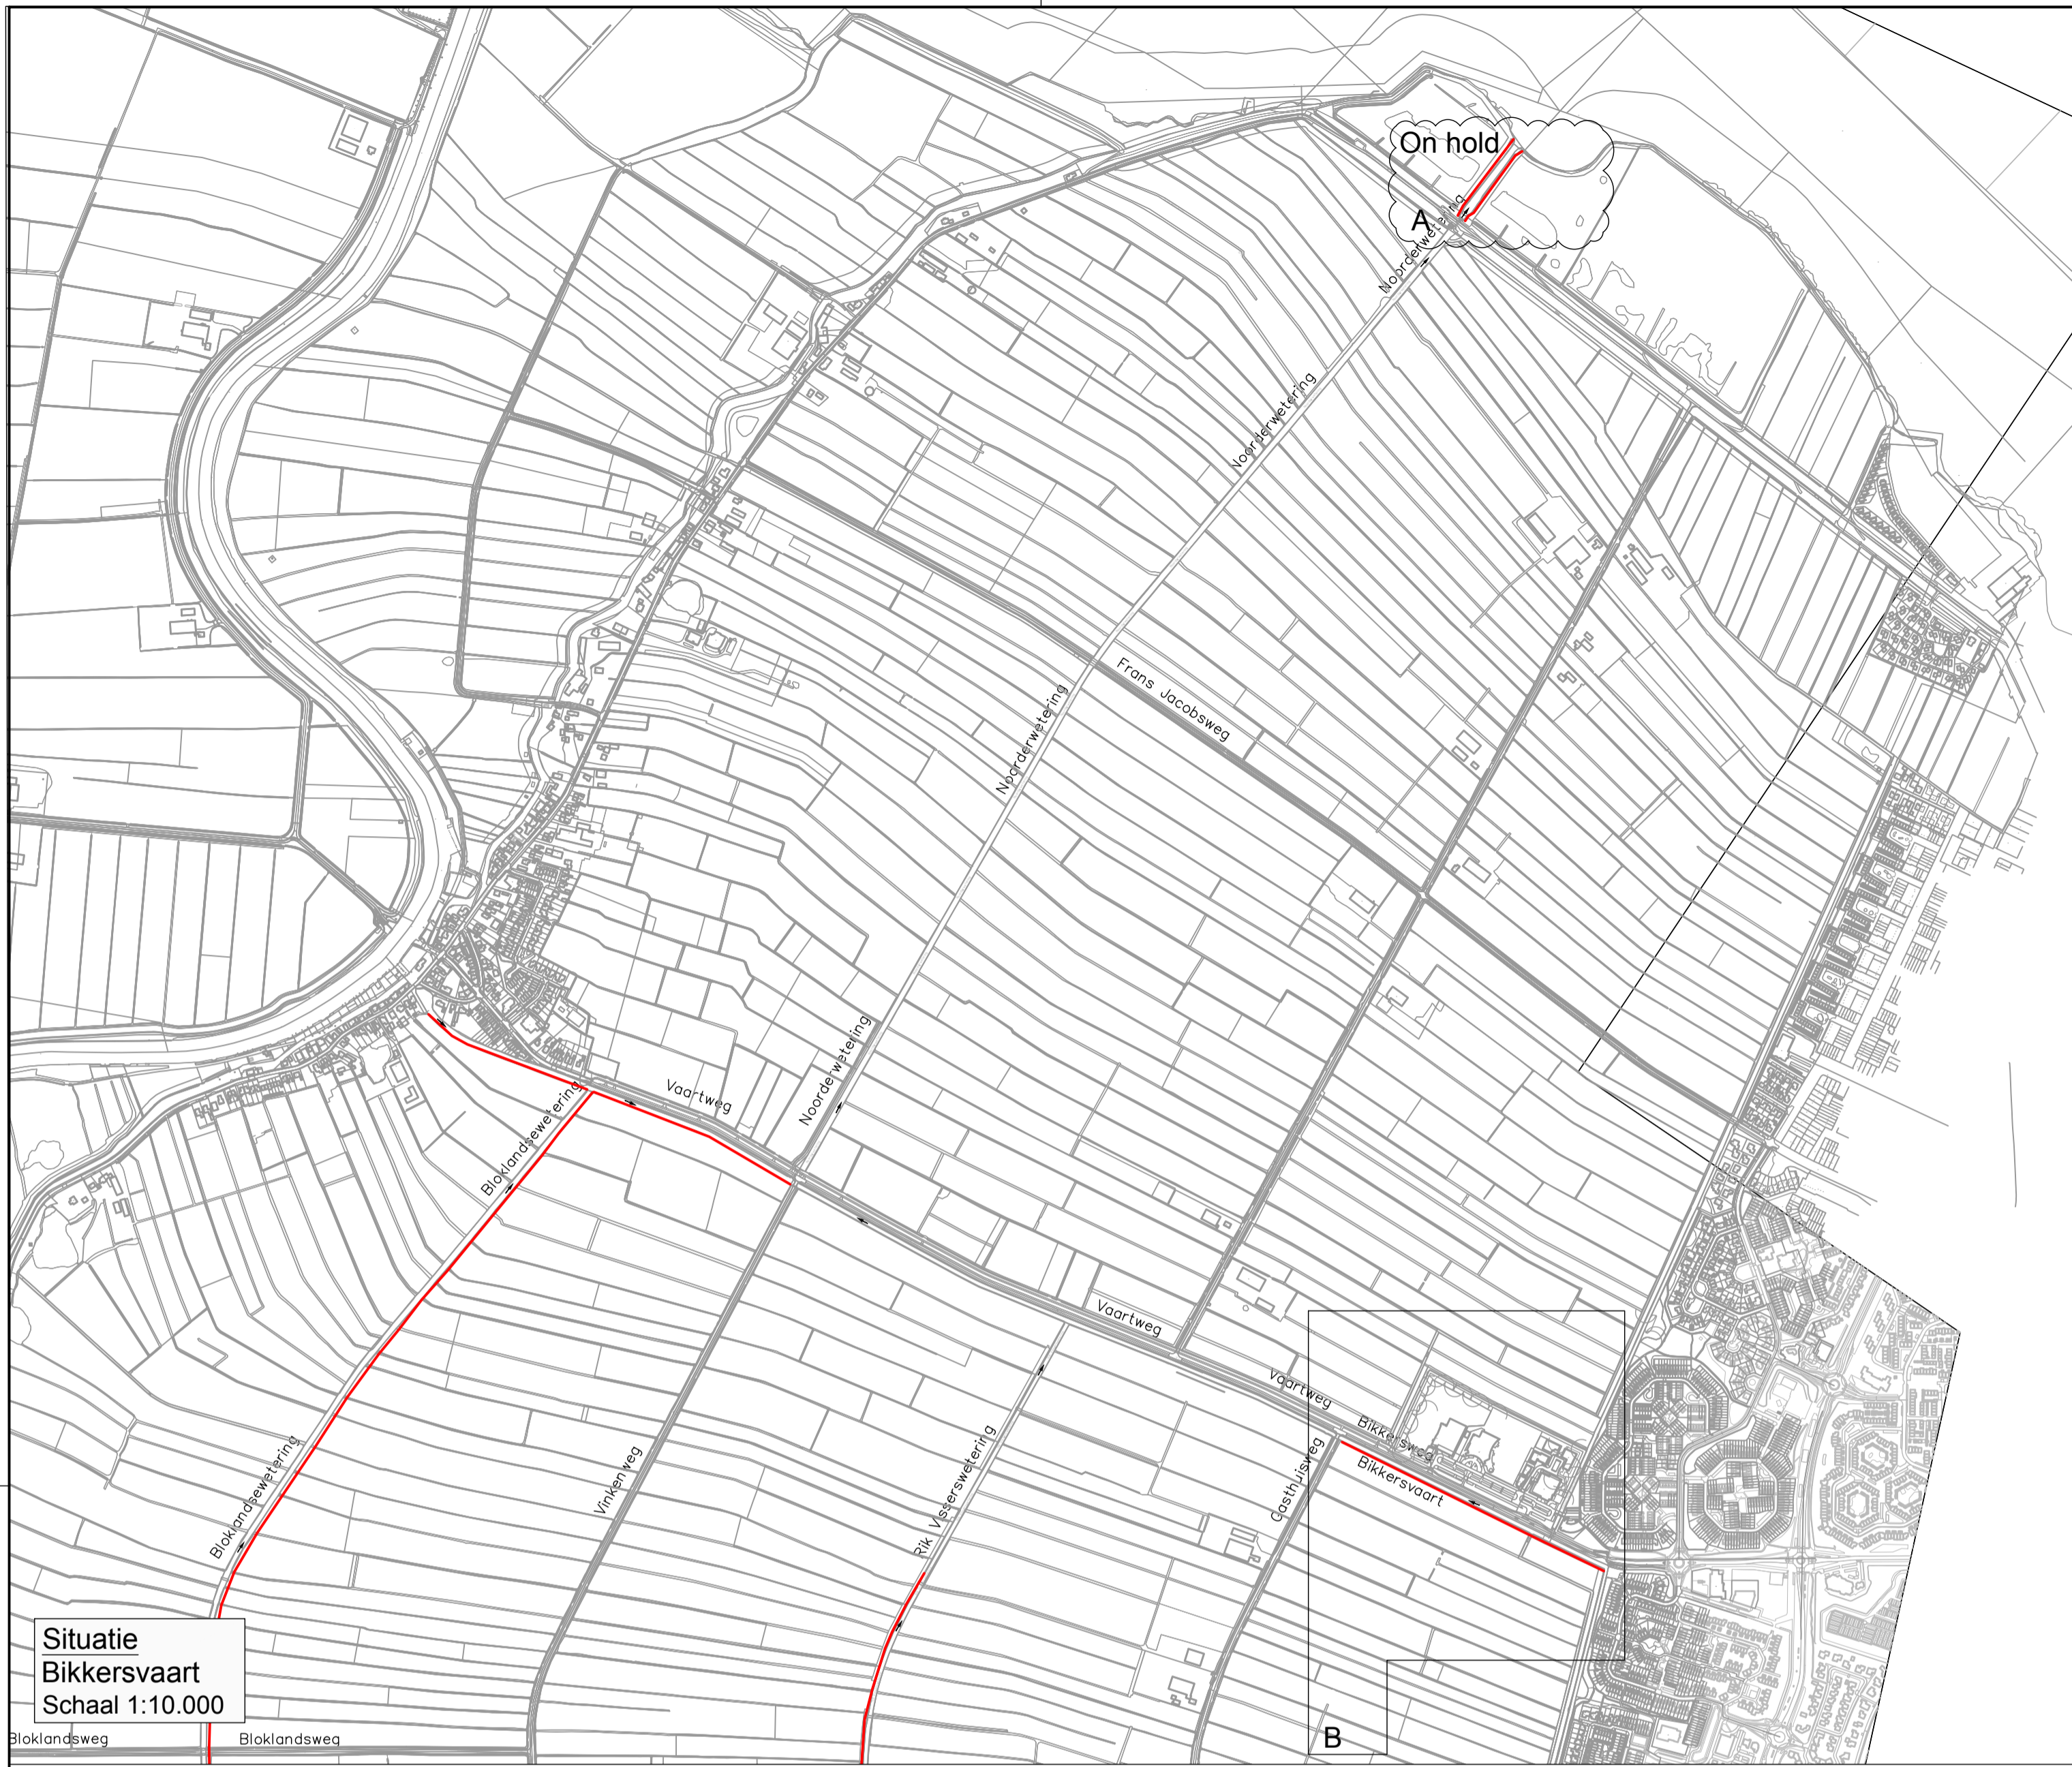 On hold
A
Noorderwetering
Noorderwetering
Frans Jacobsweg
Noorderwetering
Noorderwetering
Vaartweg
Bloklandsewetering
Vaartweg
Vaartweg
Bikkersweg
Bikkersvaart
Gasthuisweg
Rik Visserswetering
Vinkenweg
Bloklandsewetering
Situatie
Bikkersvaart
Schaal 1:10.000
Bloklandsweg
Bloklandsweg
B